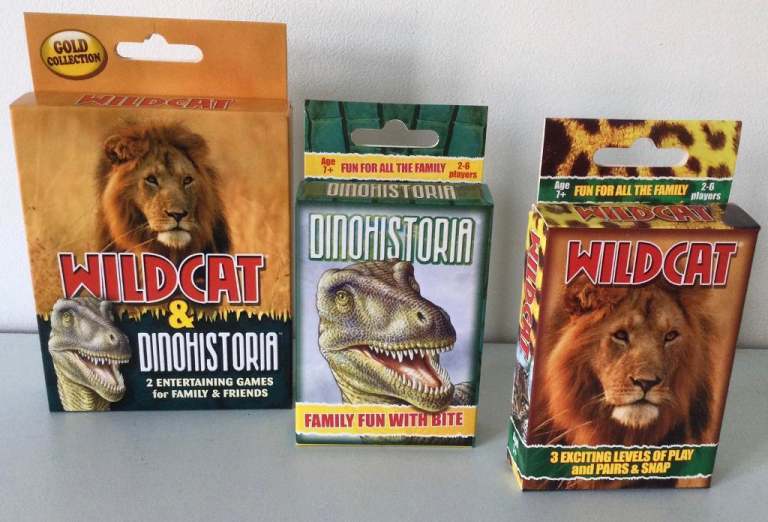 GOLD
COLLECTION
WILDCAT
WILDCAT
&
DINOHISTORIA™
2 ENTERTAINING GAMES
for FAMILY & FRIENDS
Age
7+
FUN FOR ALL THE FAMILY
2-6
players
DINOHISTORIA
DINOHISTORIA
FAMILY FUN WITH BITE
Age
7+
FUN FOR ALL THE FAMILY
2-6
players
WILDCAT
WILDCAT
WILDCAT
3 EXCITING LEVELS OF PLAY
and PAIRS & SNAP